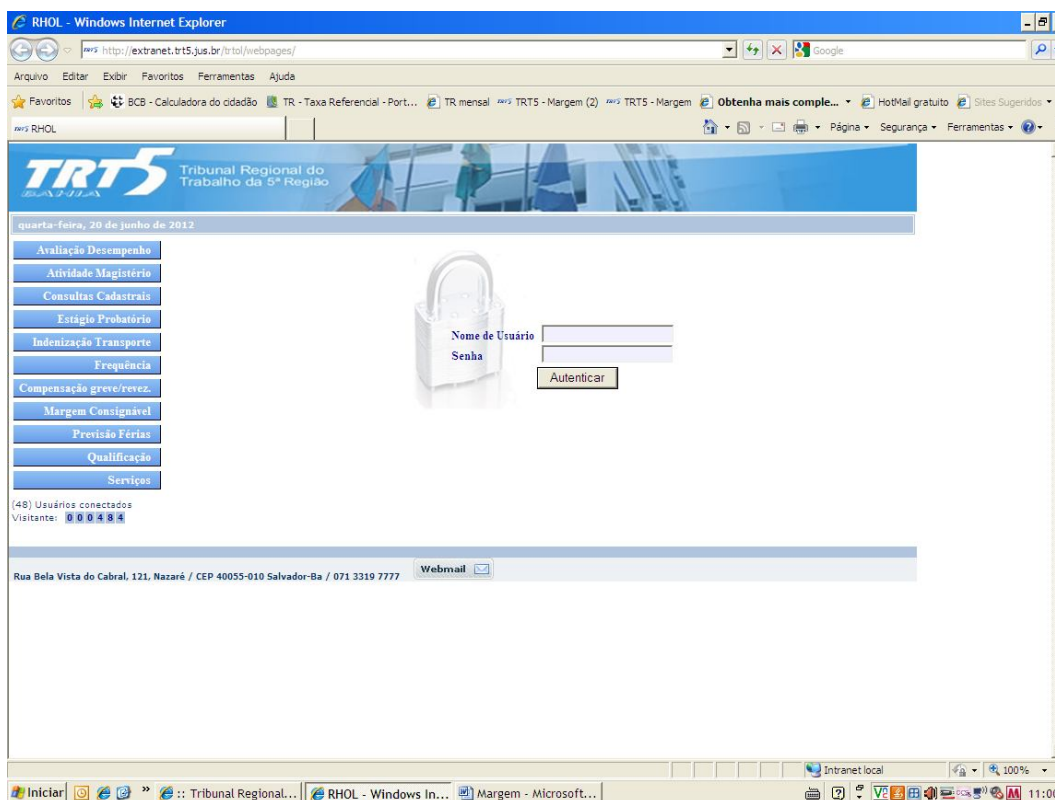 RHOL - Windows Internet Explorer
http://extranet.trt5.jus.br/trtol/webpages/
Google
Arquivo Editar Exibir Favoritos Ferramentas Ajuda
Favoritos BCB - Calculadora do cidadão TR - Taxa Referencial - Port... TR mensal TRT5 - Margem (2) TRT5 - Margem Obtenha mais comple... HotMail gratuito Sites Sugeridos
RHOL
Página Segurança Ferramentas
TRT5
BAHIA
Tribunal Regional do
Trabalho da 5ª Região
quarta-feira, 20 de junho de 2012
Avaliação Desempenho
Atividade Magistério
Consultas Cadastrais
Estágio Probatório
Indenização Transporte
Frequência
Compensação greve/revez.
Margem Consignável
Previsão Férias
Qualificação
Serviços
Nome de Usuário
Senha
Autenticar
(48) Usuários conectados
Visitante: 000484
Rua Bela Vista do Cabral, 121, Nazaré / CEP 40055-010 Salvador-Ba / 071 3319 7777
Webmail
Intranet local 100%
Iniciar :: Tribunal Regional... RHOL - Windows In... Margem - Microsoft...